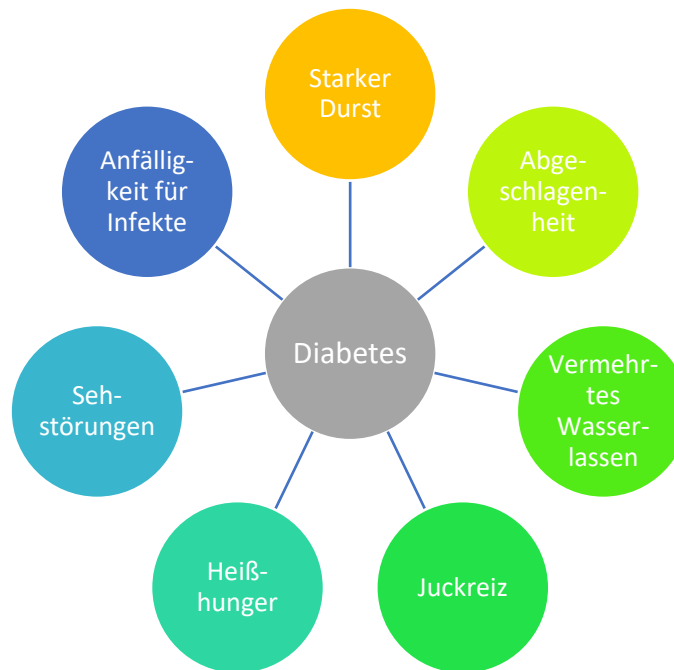 Starker
Durst
Abge-
schlagen-
heit
Vermehr-
tes
Wasser-
lassen
Juckreiz
Heiß-
hunger
Seh-
störungen
Anfällig-
keit für
Infekte
Diabetes